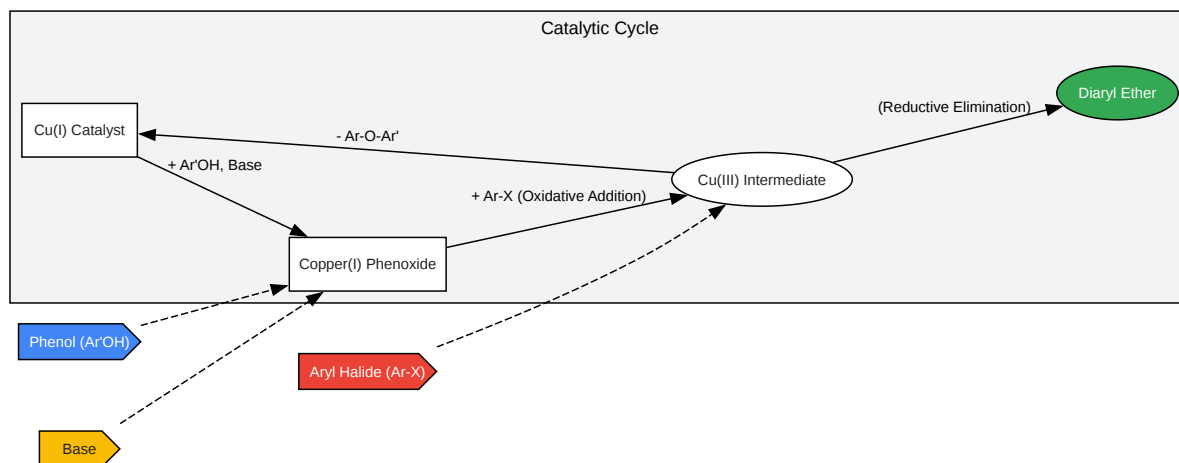 Catalytic Cycle
Diaryl Ether
(Reductive Elimination)
Cu(I) Catalyst
- Ar-O-Ar'
+ Ar'OH, Base
Cu(III) Intermediate
+ Ar-X (Oxidative Addition)
Copper(I) Phenoxide
Phenol (Ar'OH)
Aryl Halide (Ar-X)
Base